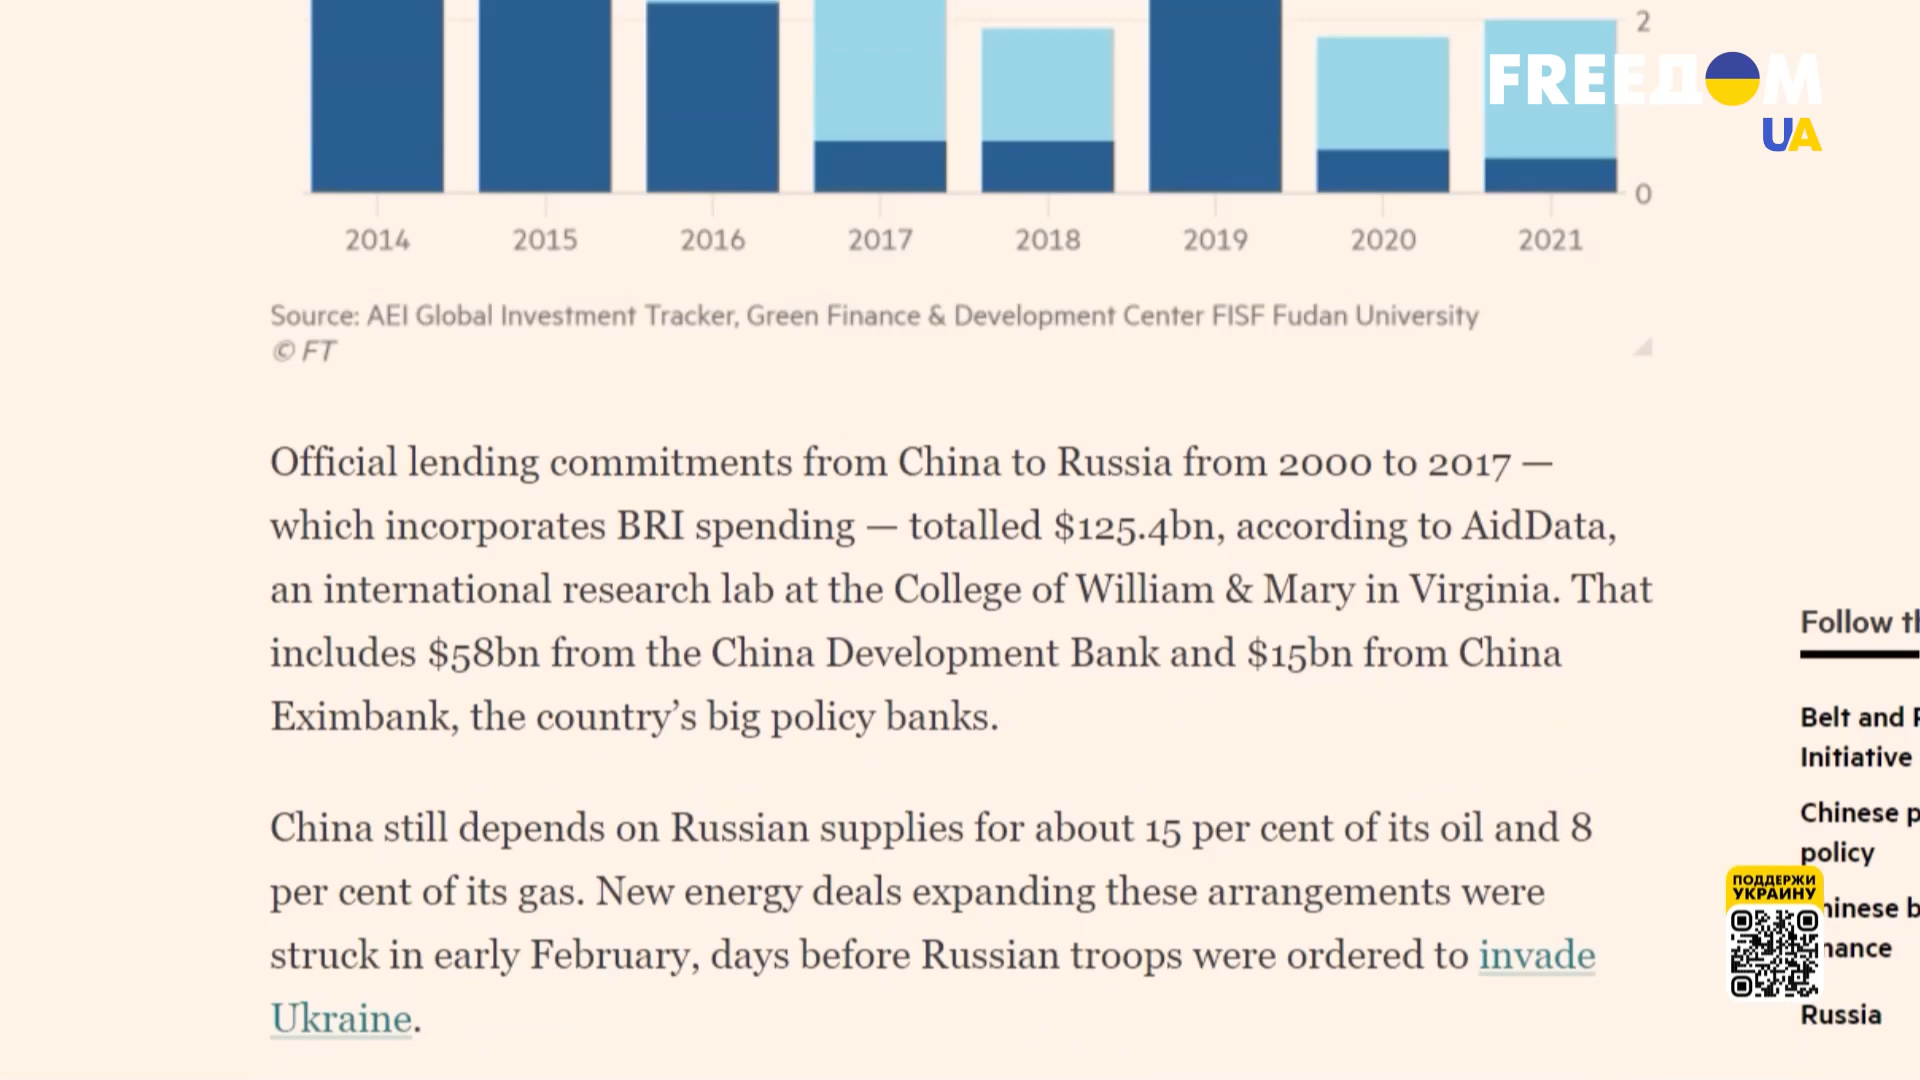 2
FREEДOM
UA
0
2014 2015 2016 2017 2018 2019 2020 2021
Source: AEI Global Investment Tracker, Green Finance & Development Center FISF Fudan University
© FT
Official lending commitments from China to Russia from 2000 to 2017 —
which incorporates BRI spending — totalled $125.4bn, according to AidData,
an international research lab at the College of William & Mary in Virginia. That
includes $58bn from the China Development Bank and $15bn from China
Eximbank, the country’s big policy banks.
China still depends on Russian supplies for about 15 per cent of its oil and 8
per cent of its gas. New energy deals expanding these arrangements were
struck in early February, days before Russian troops were ordered to invade
Ukraine.
Follow
Belt and
Initiative
Chinese
policy
Russia
ПОДДЕРЖИ
УКРАИНУ